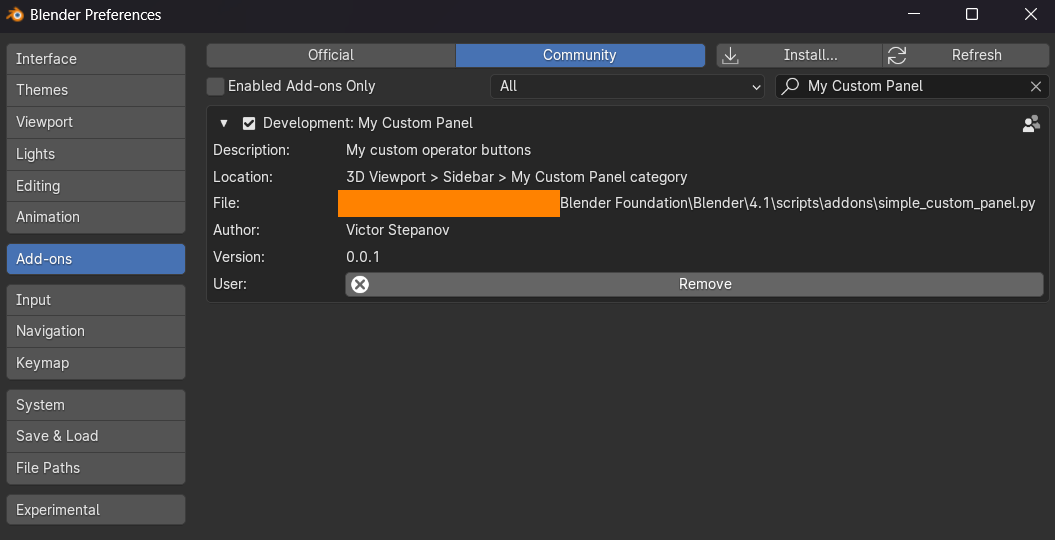 Blender Preferences
Interface
Themes
Viewport
Lights
Editing
Animation
Add-ons
Input
Navigation
Keymap
System
Save & Load
File Paths
Experimental
Official Community Install... Refresh
Enabled Add-ons Only All My Custom Panel
Development: My Custom Panel
Description: My custom operator buttons
Location: 3D Viewport > Sidebar > My Custom Panel category
File: Blender Foundation\Blender\4.1\scripts\addons\simple_custom_panel.py
Author: Victor Stepanov
Version: 0.0.1
User: Remove